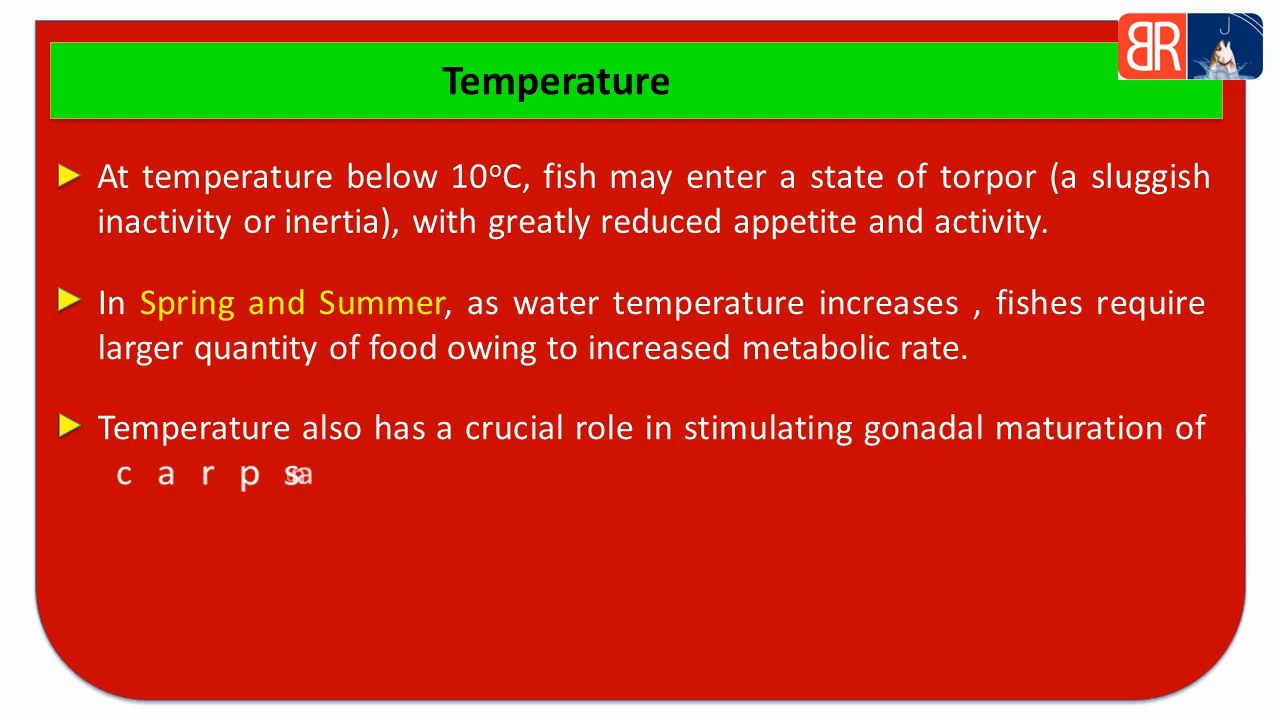 BR
Temperature
At temperature below 10°C, fish may enter a state of torpor (a sluggish
inactivity or inertia), with greatly reduced appetite and activity.
In Spring and Summer, as water temperature increases , fishes require
larger quantity of food owing to increased metabolic rate.
Temperature also has a crucial role in stimulating gonadal maturation of
carps